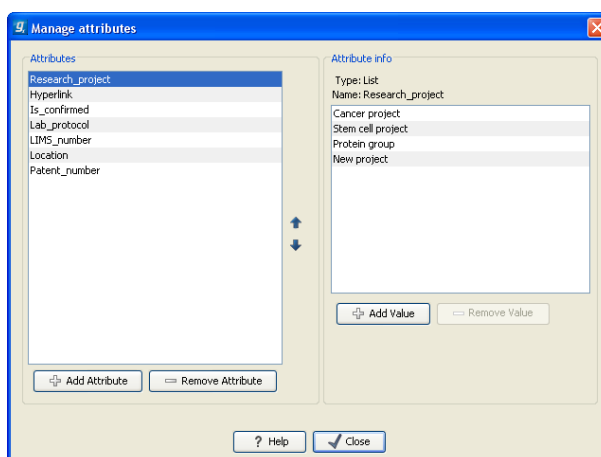 Manage attributes
Attributes
Research_project
Hyperlink
Is_confirmed
Lab_protocol
LIMS_number
Location
Patent_number
Add Attribute
Remove Attribute
Attribute info
Type: List
Name: Research_project
Cancer project
Stem cell project
Protein group
New project
Add Value
Remove Value
? Help
Close